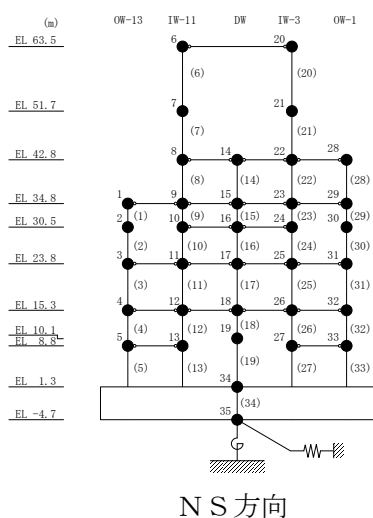 (m) OW-13 IW-11 DW IW-3 OW-1
EL 63.5 6 20
(6) (20)
EL 51.7 7 21
(7) (21)
EL 42.8 8 14 22 28
(8) (14) (22) (28)
EL 34.8 1 9 15 23 29
(1) (9) (15) (23) (29)
EL 30.5 2 10 16 24 30
(2) (10) (16) (24) (30)
EL 23.8 3 11 17 25 31
(3) (11) (17) (25) (31)
EL 15.3 4 12 18 26 32
(4) (12) (18) (26) (32)
EL 10.1 19
EL 8.8 5 13 27 33
(5) (13) (19) (27) (33)
EL 1.3 34
(34)
EL -4.7 35
NS方向